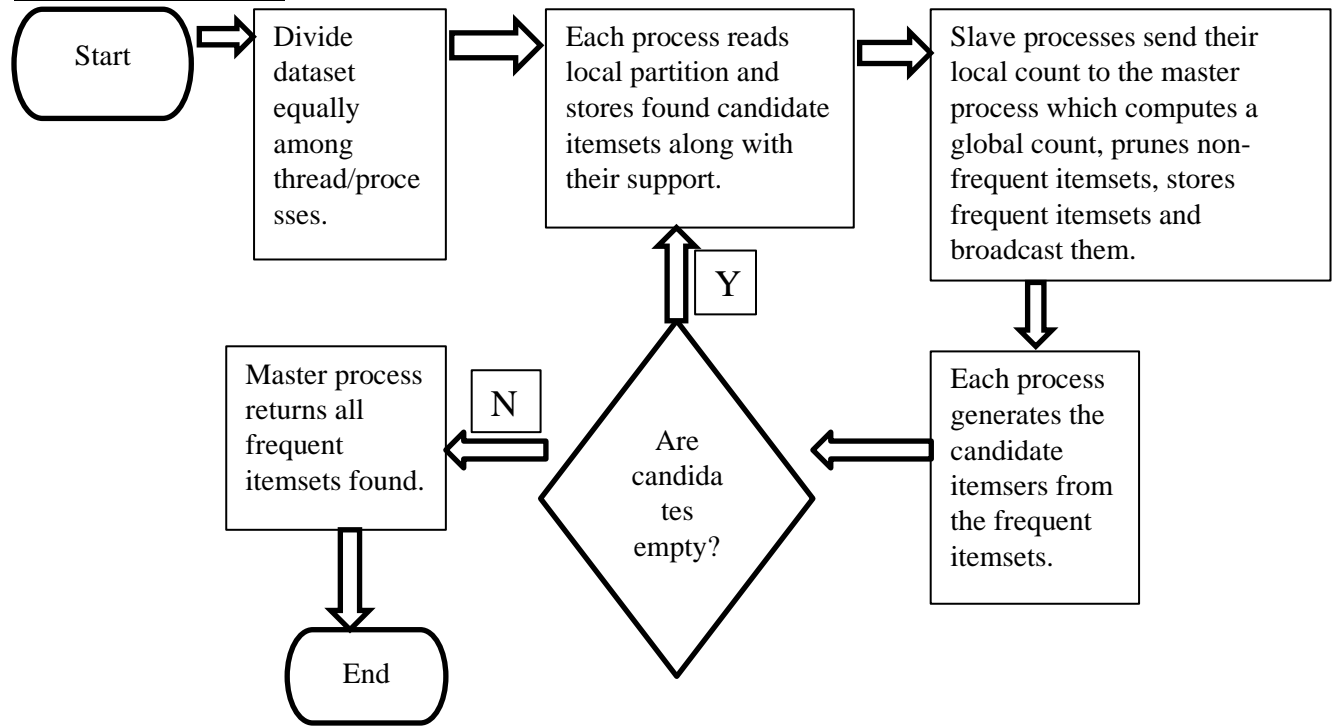 Start
Divide
dataset
equally
among
thread/proce
sses.
Each process reads
local partition and
stores found candidate
itemsets along with
their support.
Slave processes send their
local count to the master
process which computes a
global count, prunes non-
frequent itemsets, stores
frequent itemsets and
broadcast them.
Each process
generates the
candidate
itemsers from
the frequent
itemsets.
Are
candida
tes
empty?
Y
N
Master process
returns all
frequent
itemsets found.
End